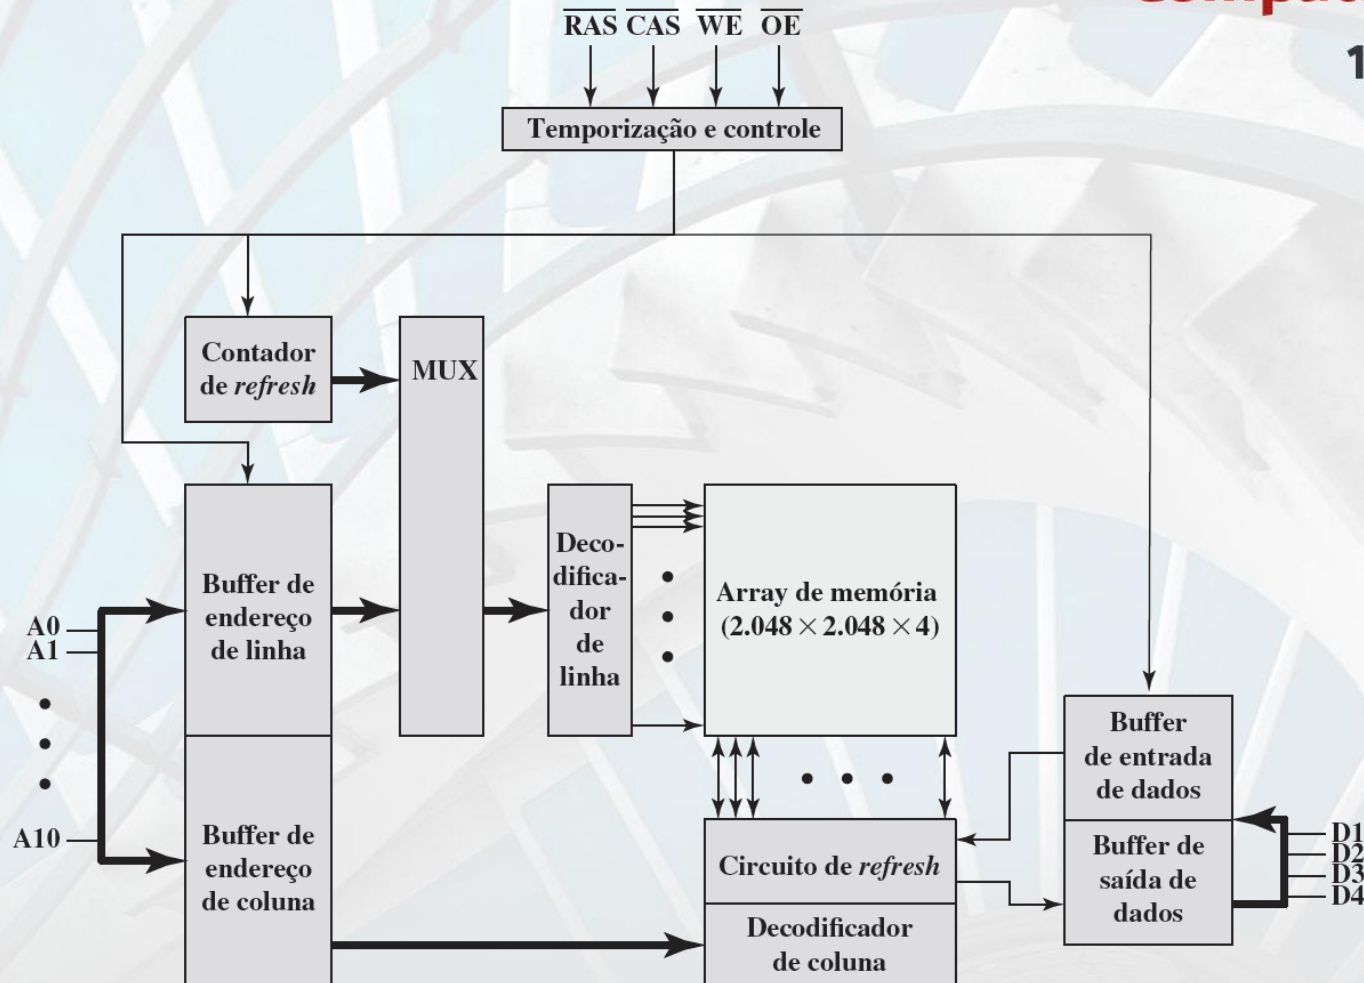 RAS CAS WE OE
1
Temporização e controle
Contador
de refresh
MUX
Buffer de
endereço
de linha
Deco-
difica-
dor
de
linha
Array de memória
(2.048 × 2.048 × 4)
A0
A1
A10
Buffer de
endereço
de coluna
Buffer
de entrada
de dados
Buffer de
saída de
dados
D1
D2
D3
D4
Circuito de refresh
Decodificador
de coluna